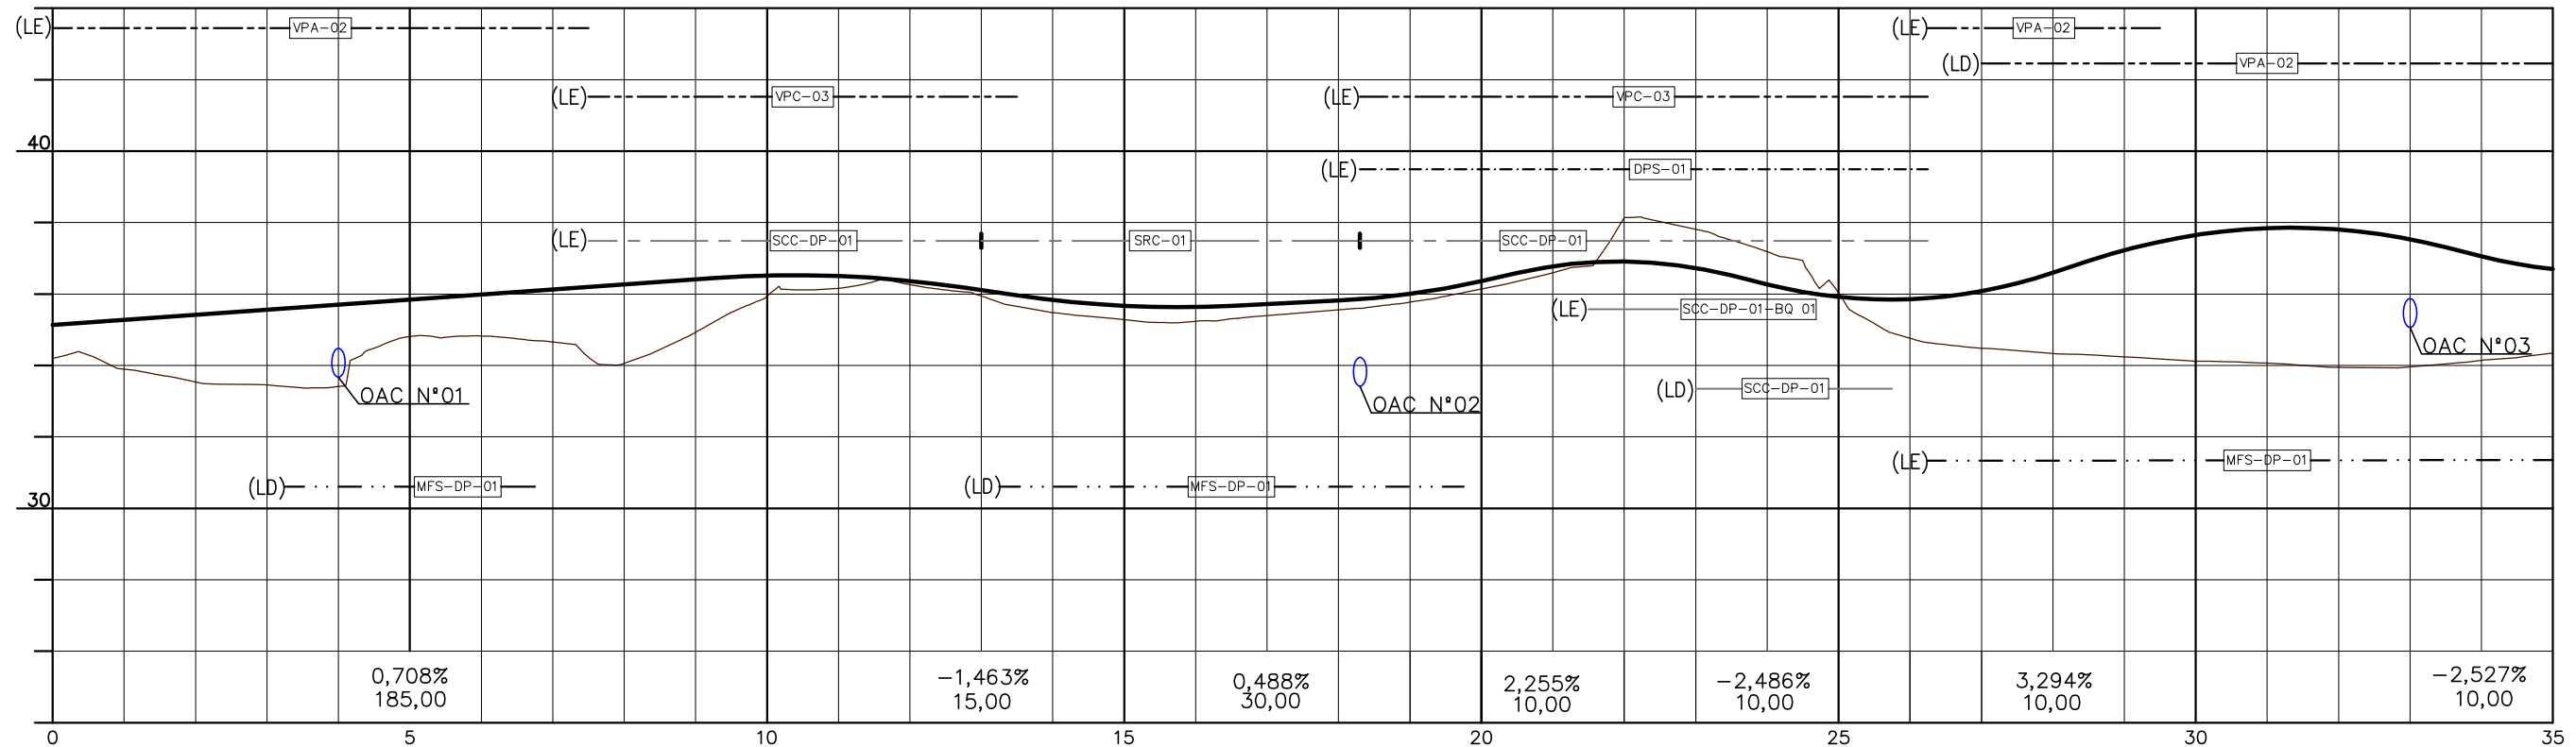 (LE) VPA-02 (LE) VPA-02
(LD) VPA-02
(LE) VPC-03 (LE) VPC-03
40
(LE) DPS-01
(LE) SCC-DP-01 SRC-01 SCC-DP-01
(LE) SCC-DP-01-BQ 01
OAC Nº03
(LD) SCC-DP-01
OAC Nº01
OAC Nº02
(LE) MFS-DP-01
(LD) MFS-DP-01 (LD) MFS-DP-01
30
0,708% -1,463% 0,488% 2,255% -2,486% 3,294% -2,527%
185,00 15,00 30,00 10,00 10,00 10,00 10,00
0 5 10 15 20 25 30 35